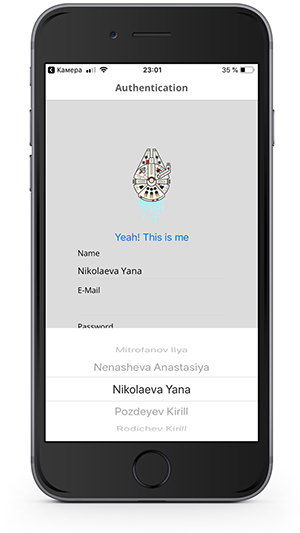 Камера 23:01 35 %
Authentication
Yeah! This is me
Name
Nikolaeva Yana
E-Mail
Password
Mitrofanov Ilya
Nenasheva Anastasiya
Nikolaeva Yana
Pozdeyev Kirill
Rodichev Kirill